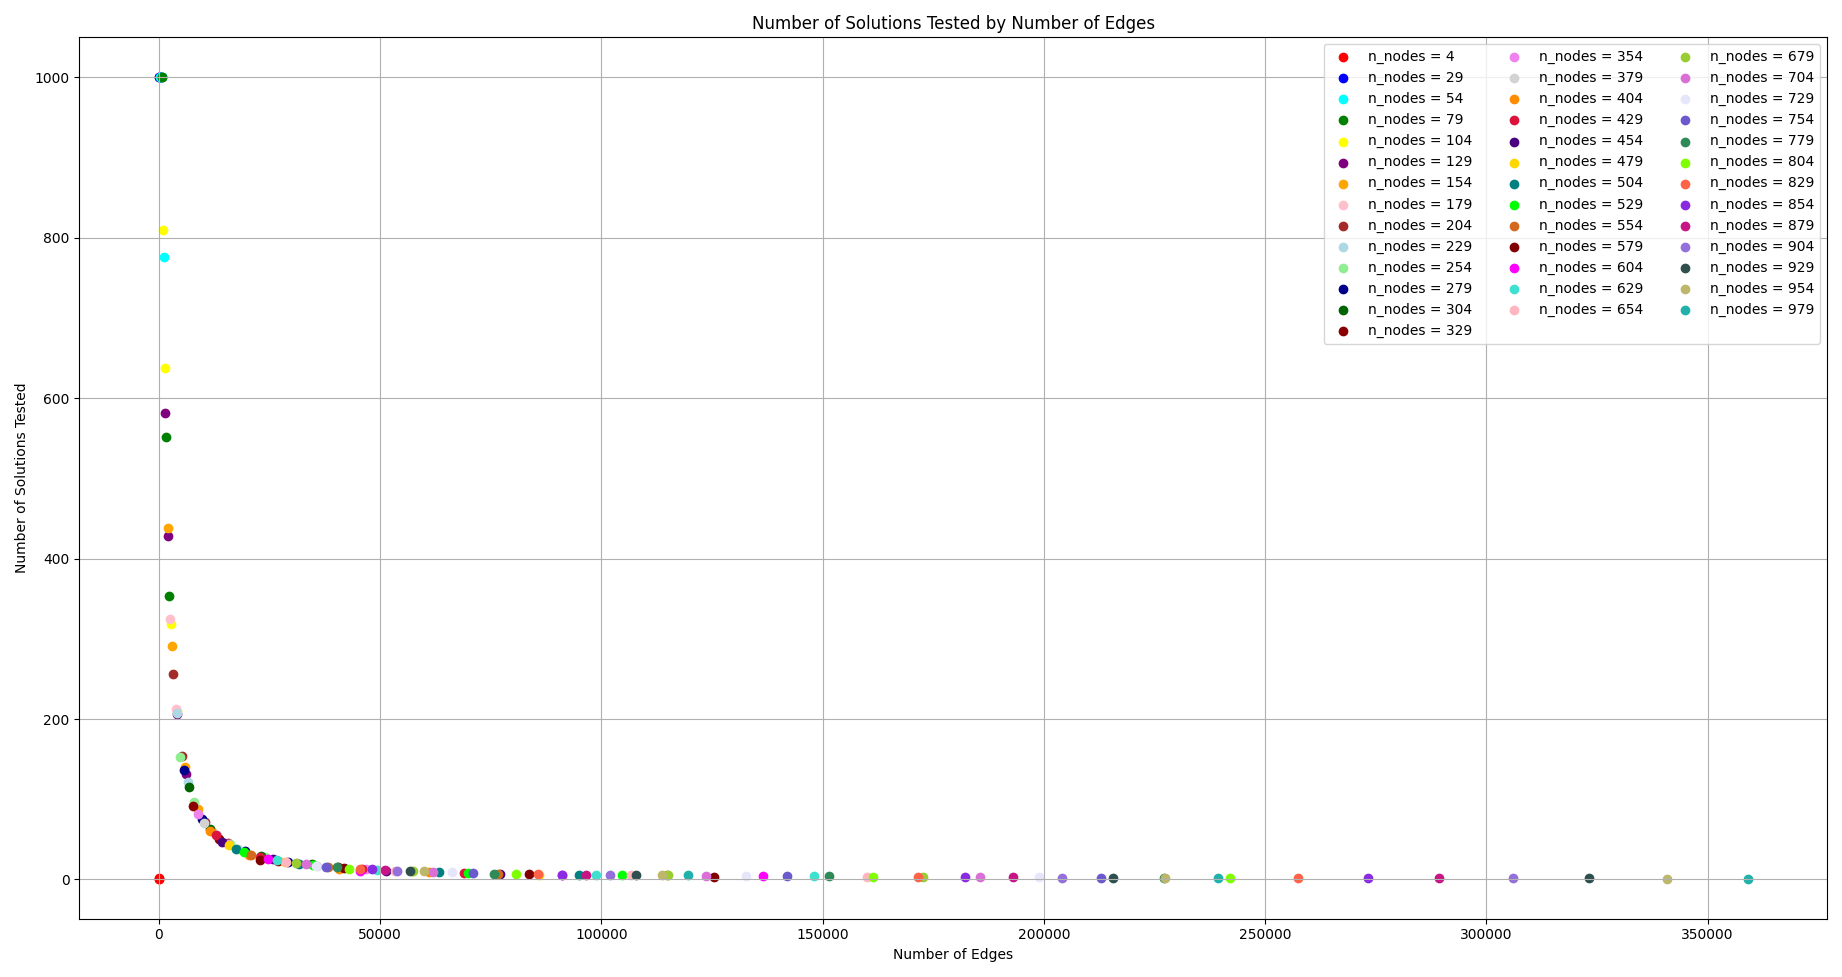 Number of Solutions Tested by Number of Edges
1000
800
600
400
200
0
Number of Solutions Tested
n_nodes = 4
n_nodes = 29
n_nodes = 54
n_nodes = 79
n_nodes = 104
n_nodes = 129
n_nodes = 154
n_nodes = 179
n_nodes = 204
n_nodes = 229
n_nodes = 254
n_nodes = 279
n_nodes = 304
n_nodes = 329
n_nodes = 354
n_nodes = 379
n_nodes = 404
n_nodes = 429
n_nodes = 454
n_nodes = 479
n_nodes = 504
n_nodes = 529
n_nodes = 554
n_nodes = 579
n_nodes = 604
n_nodes = 629
n_nodes = 654
n_nodes = 679
n_nodes = 704
n_nodes = 729
n_nodes = 754
n_nodes = 779
n_nodes = 804
n_nodes = 829
n_nodes = 854
n_nodes = 879
n_nodes = 904
n_nodes = 929
n_nodes = 954
n_nodes = 979
0 50000 100000 150000 200000 250000 300000 350000
Number of Edges